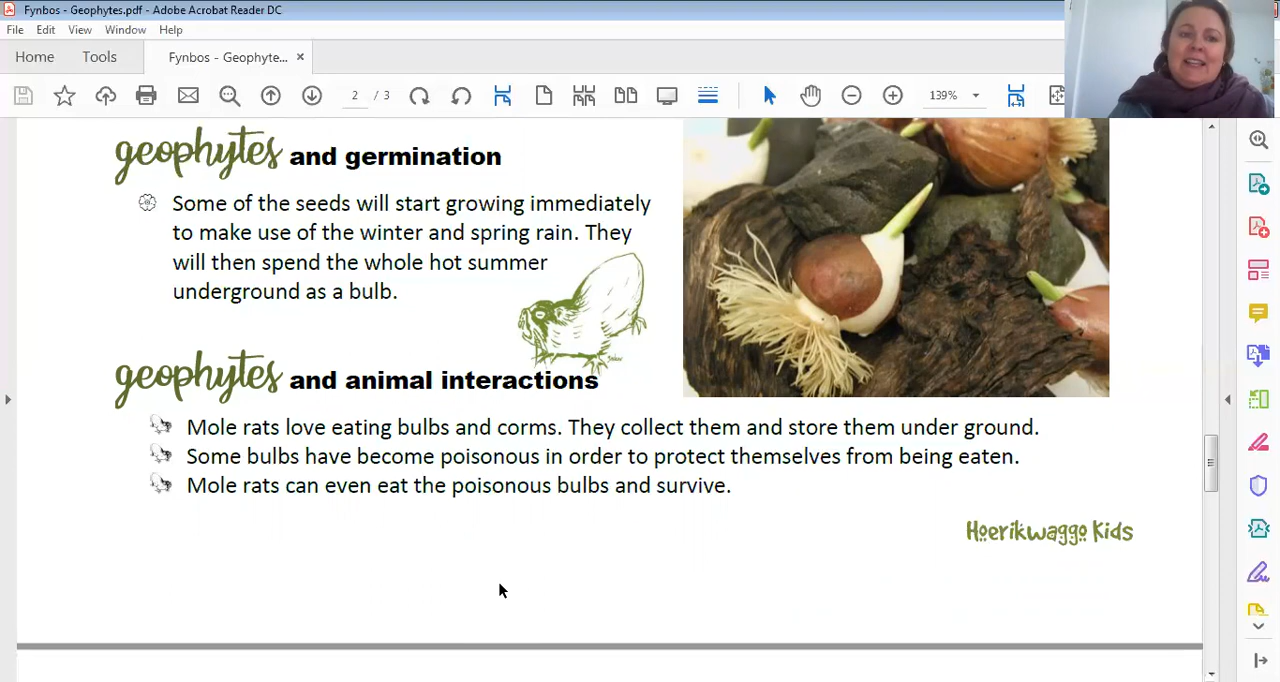 Fynbos - Geophytes.pdf - Adobe Acrobat Reader DC
File Edit View Window Help
Home Tools Fynbos - Geophyte... ×
2 / 3 139%
geophytes and germination
Some of the seeds will start growing immediately
to make use of the winter and spring rain. They
will then spend the whole hot summer
underground as a bulb.
geophytes and animal interactions
Mole rats love eating bulbs and corms. They collect them and store them under ground.
Some bulbs have become poisonous in order to protect themselves from being eaten.
Mole rats can even eat the poisonous bulbs and survive.
Hoerikwaggo Kids